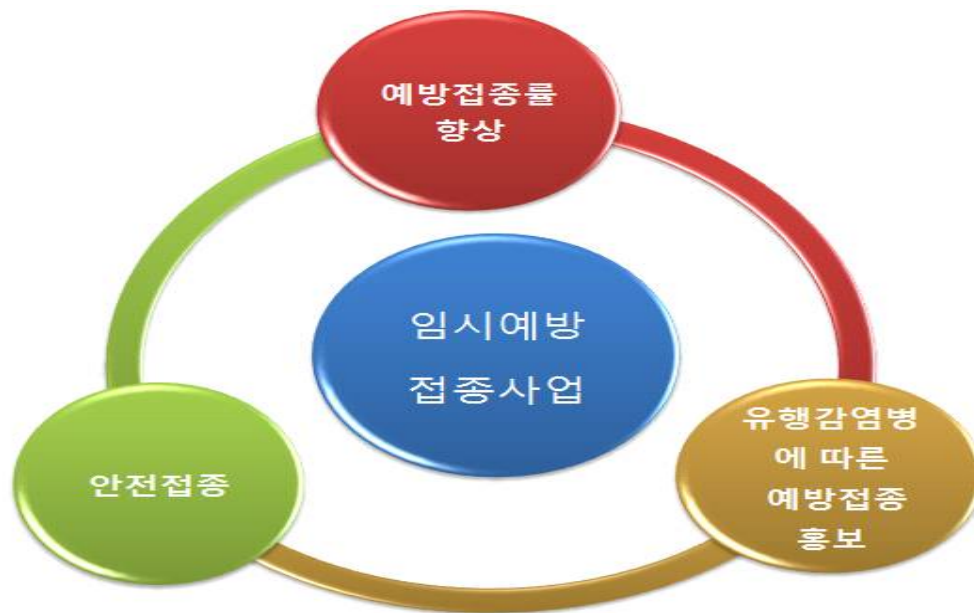 예방접종률
향상
임시예방
접종사업
안전접종
유행감염병
에 따른
예방접종
홍보